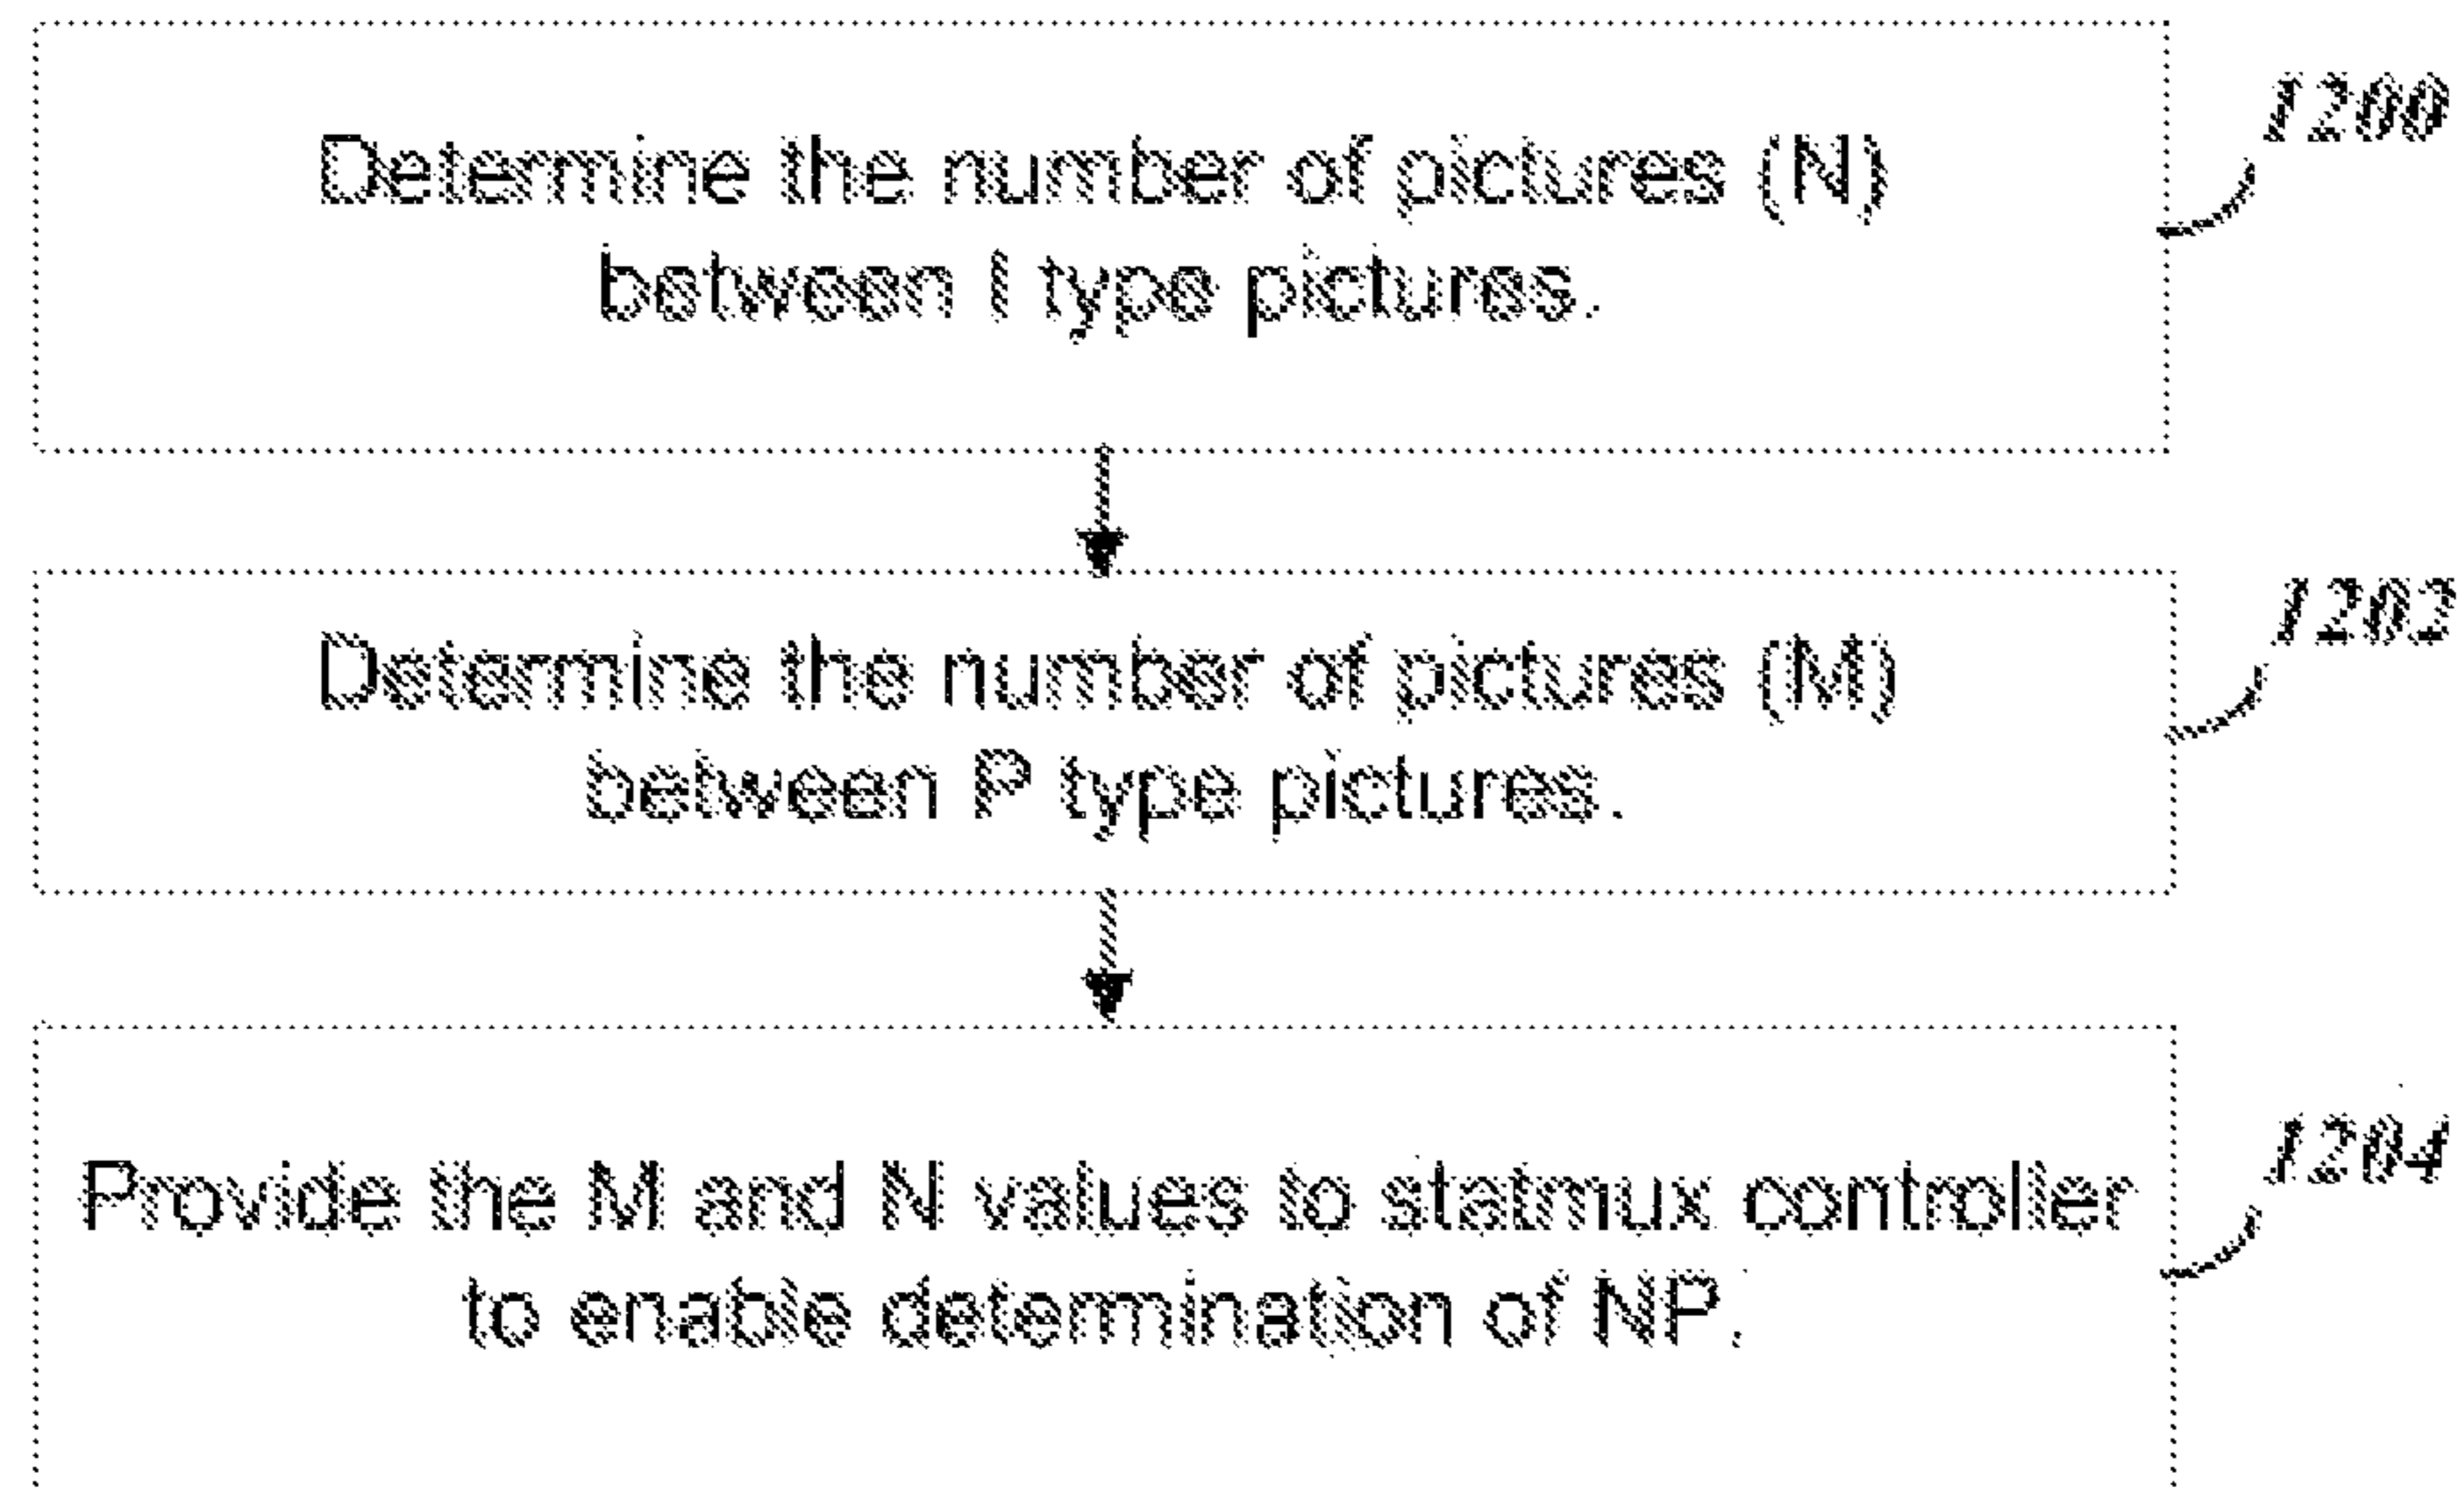 Determine the number of pictures (N)
1200
between I type pictures.
Determine the number of pictures (M)
1202
between P type pictures.
Provide the M and N values to statmux controller
1204
to enable determination of NP.